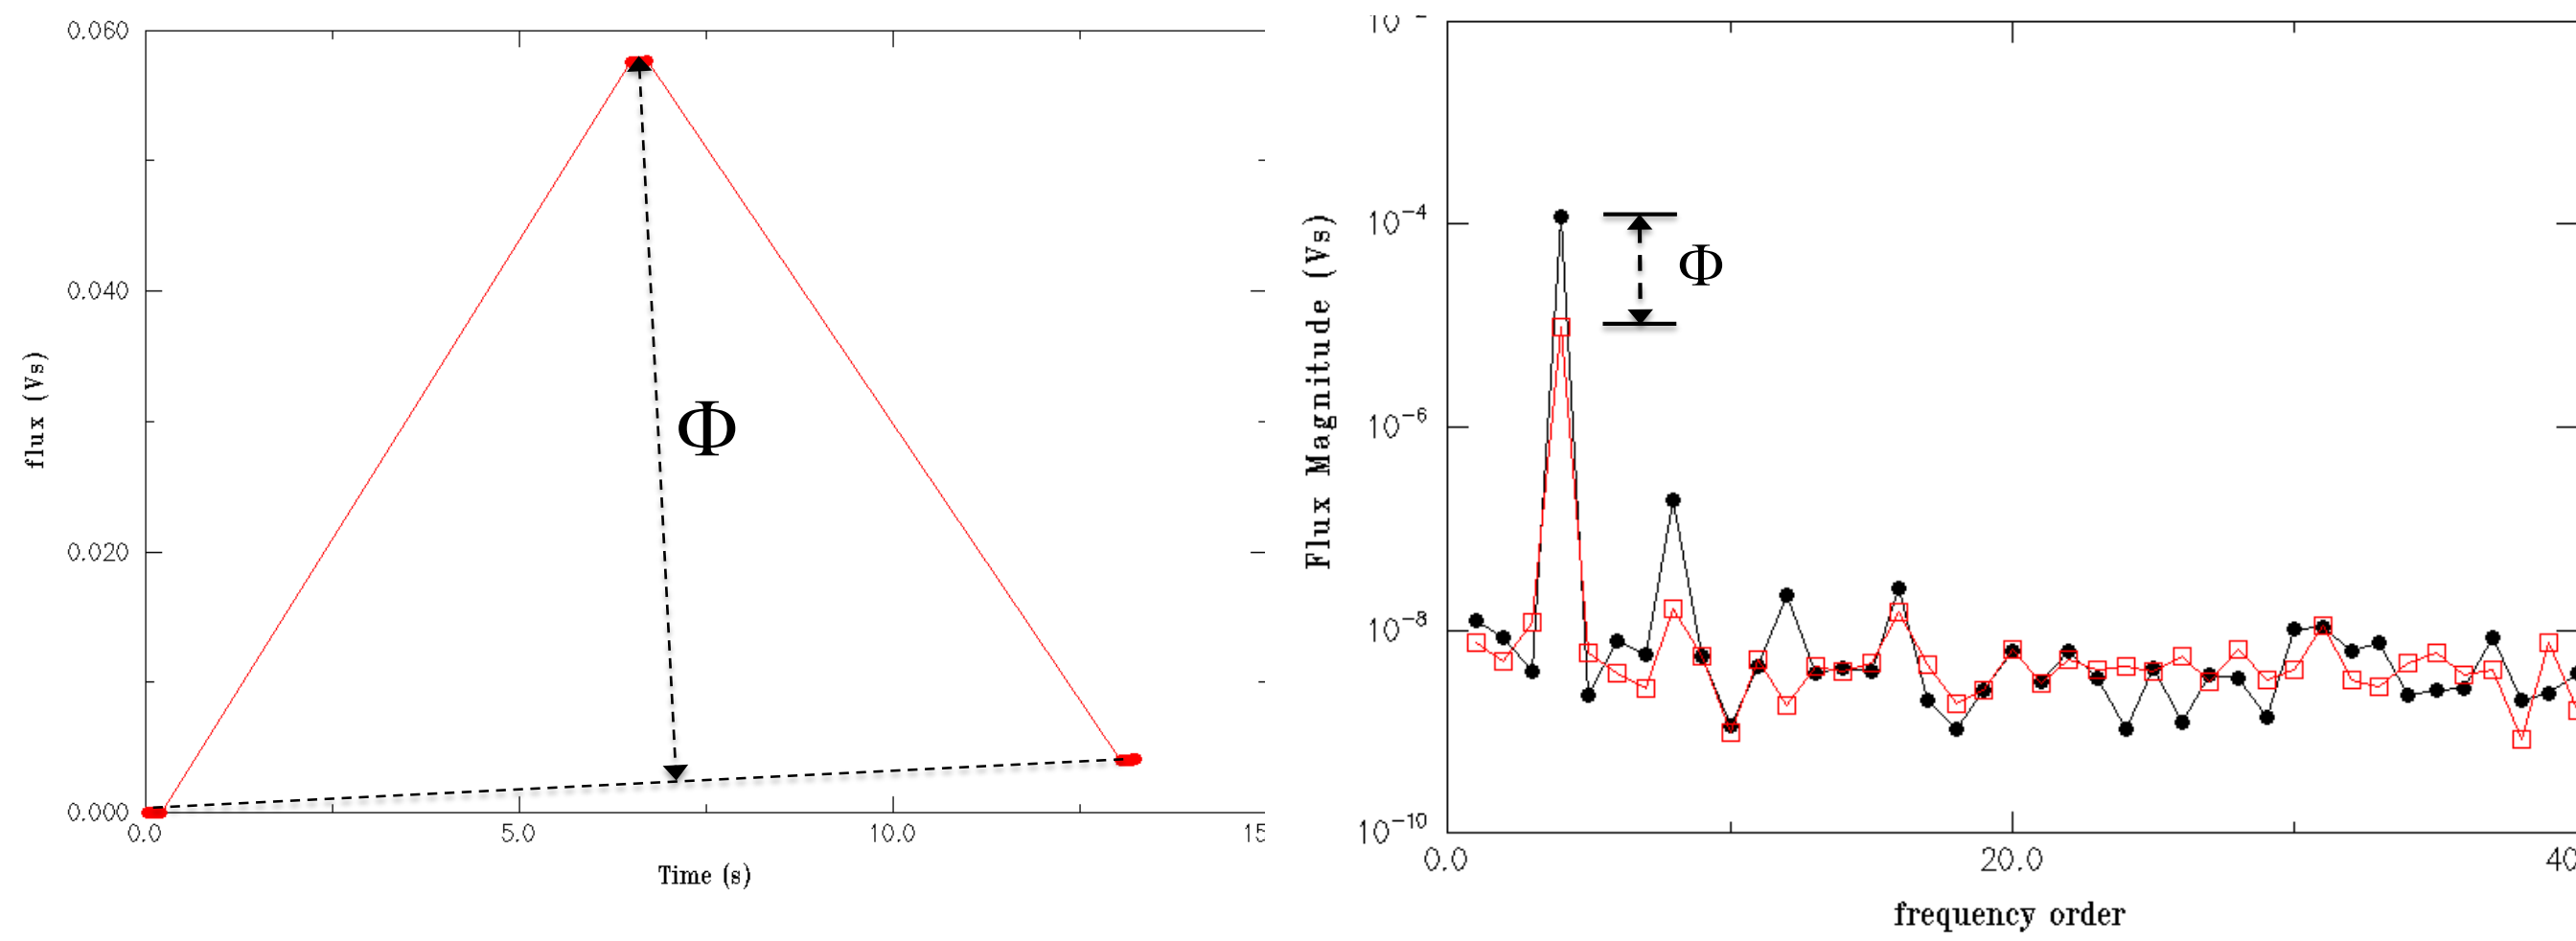 0.060
0.040
0.020
0.000
flux (Vs)
Φ
0.0
5.0
10.0
15
Time (s)
10⁻⁴
10⁻⁶
10⁻⁸
10⁻¹⁰
Flux Magnitude (Vs)
Φ
0.0
20.0
40
frequency order